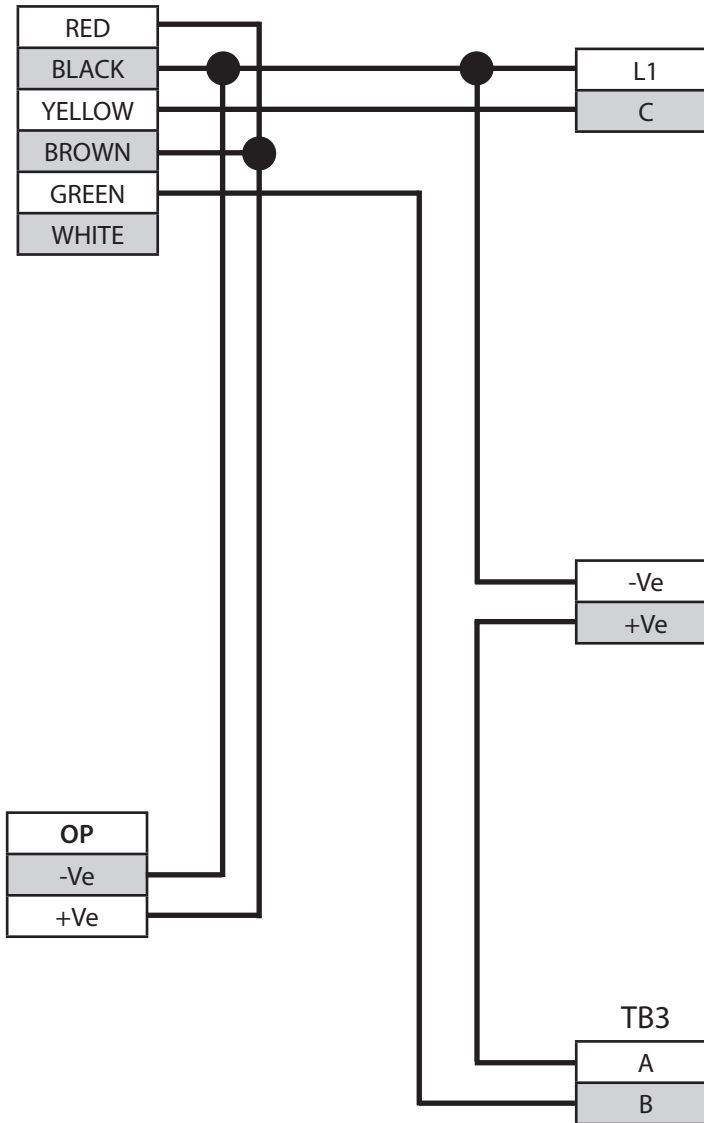 RED
BLACK
YELLOW
BROWN
GREEN
WHITE
L1
C
-Ve
+Ve
OP
-Ve
+Ve
TB3
A
B